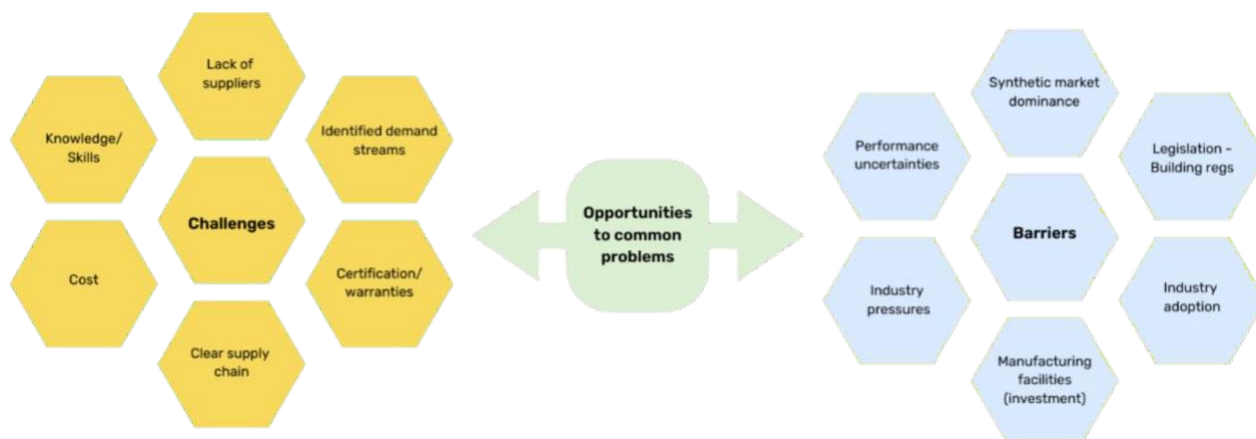 Lack of
suppliers
Knowledge/
Skills
Identified demand
streams
Challenges
Cost
Certification/
warranties
Clear supply
chain
Opportunities
to common
problems
Synthetic market
dominance
Performance
uncertainties
Legislation -
Building regs
Barriers
Industry
pressures
Industry
adoption
Manufacturing
facilities
(investment)